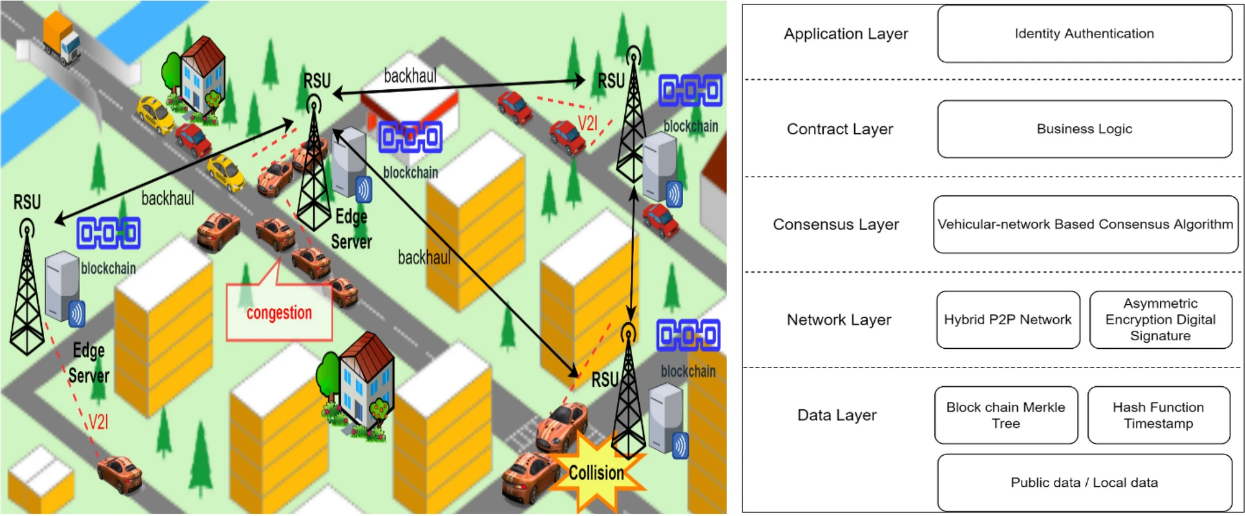 RSU
backhaul
RSU
V2I
blockchain
blockchain
backhaul
RSU
Edge
Server
blockchain
backhaul
congestion
Edge
Server
V2I
RSU
blockchain
Collision
Application Layer
Identity Authentication
Contract Layer
Business Logic
Consensus Layer
Vehicular-network Based Consensus Algorithm
Network Layer
Hybrid P2P Network
Asymmetric
Encryption Digital
Signature
Data Layer
Block chain Merkle
Tree
Hash Function
Timestamp
Public data / Local data